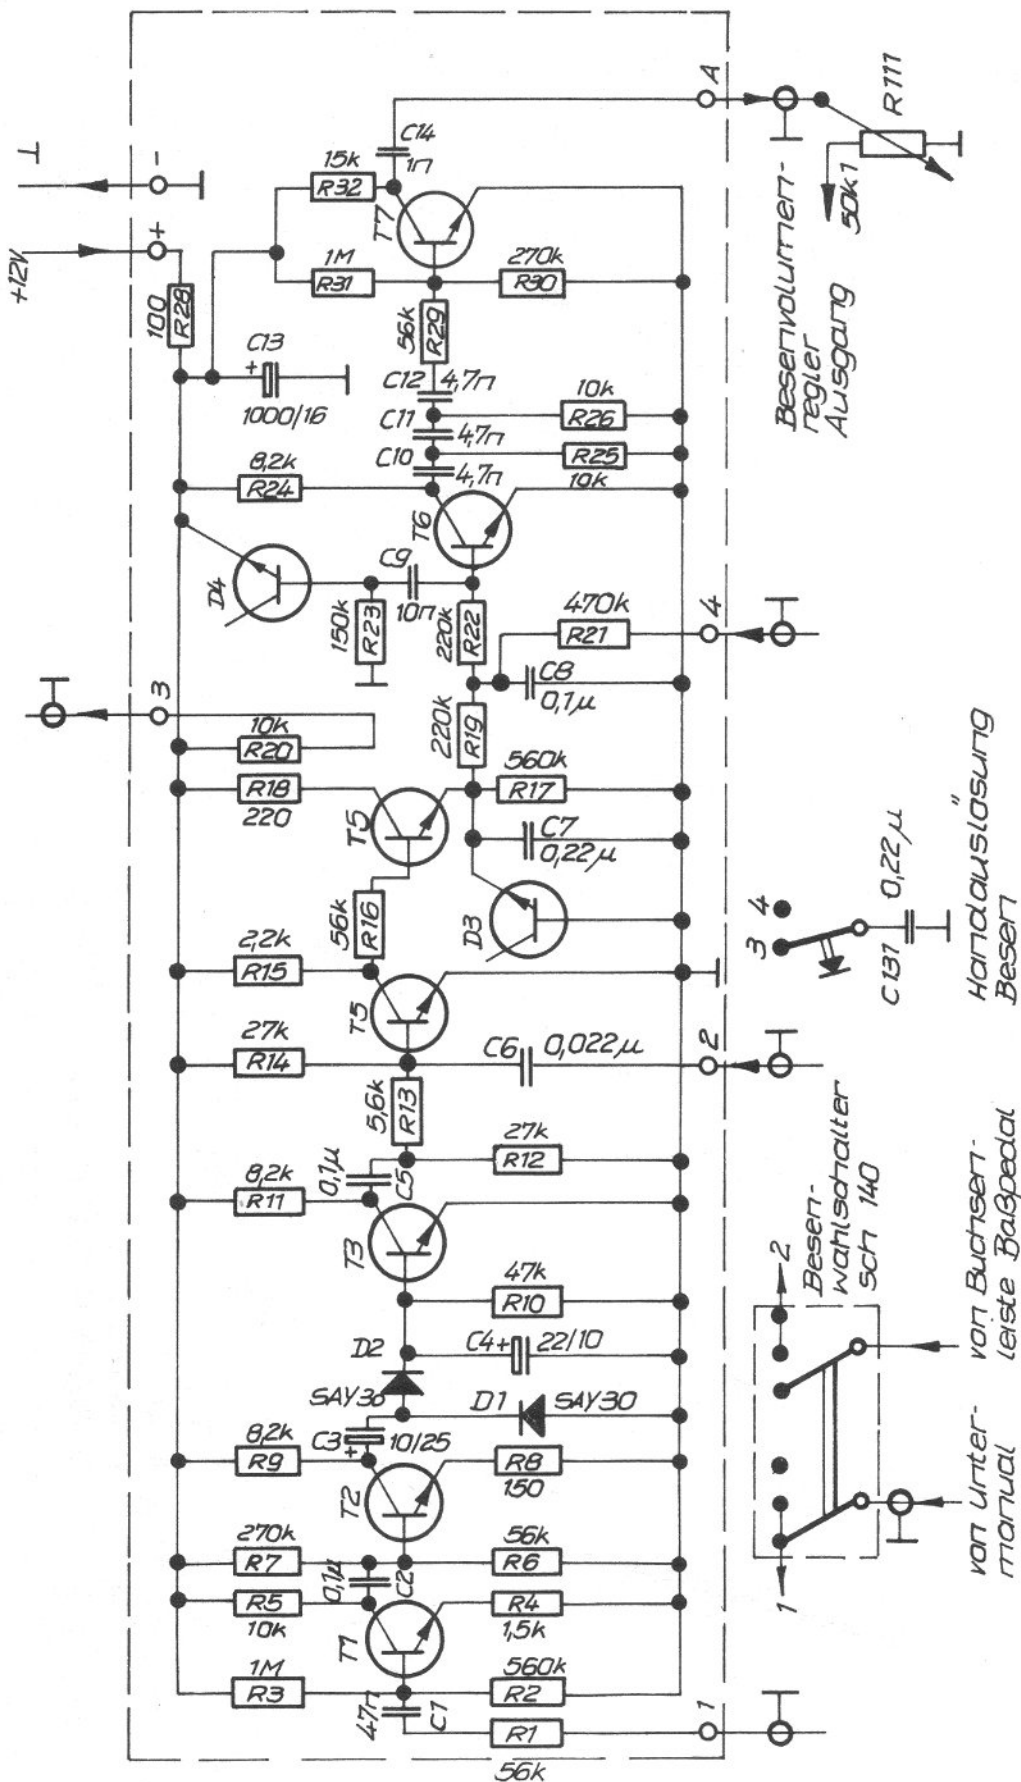 +12V
⊥
+
-
100
R28
C13
+
1000/16
15k
R32
1M
R31
C14
1n
T7
270k
R30
A
R111
50k1
Besenvolumen-
regler
Ausgang
56k
R29
C12
4,7n
C11
4,7n
C10
4,7n
10k
R26
R25
10k
8,2k
R24
T6
D4
C9
10n
150k
R23
220k
R22
470k
R21
4
C8
0,1µ
3
10k
R20
R18
220
220k
R19
560k
R17
T5
C7
0,22µ
D3
56k
R16
2,2k
R15
T5
27k
R14
C6
0,022µ
2
3
4
C131
0,22µ
Handauslösung"
Besen
5,6k
R13
0,1µ
C5
27k
R12
8,2k
R11
T3
47k
R10
D2
SAY30
C4
+
22/10
D1
SAY30
C3
+
10/25
8,2k
R9
T2
R8
150
270k
R7
56k
R6
0,1µ
C2
R5
10k
T1
R4
1,5k
1M
R3
560k
R2
47n
C1
R1
56k
1
2
Besen-
wahlschalter
sch 140
1
von Buchsen-
leiste Baßpedal
von Unter-
manual